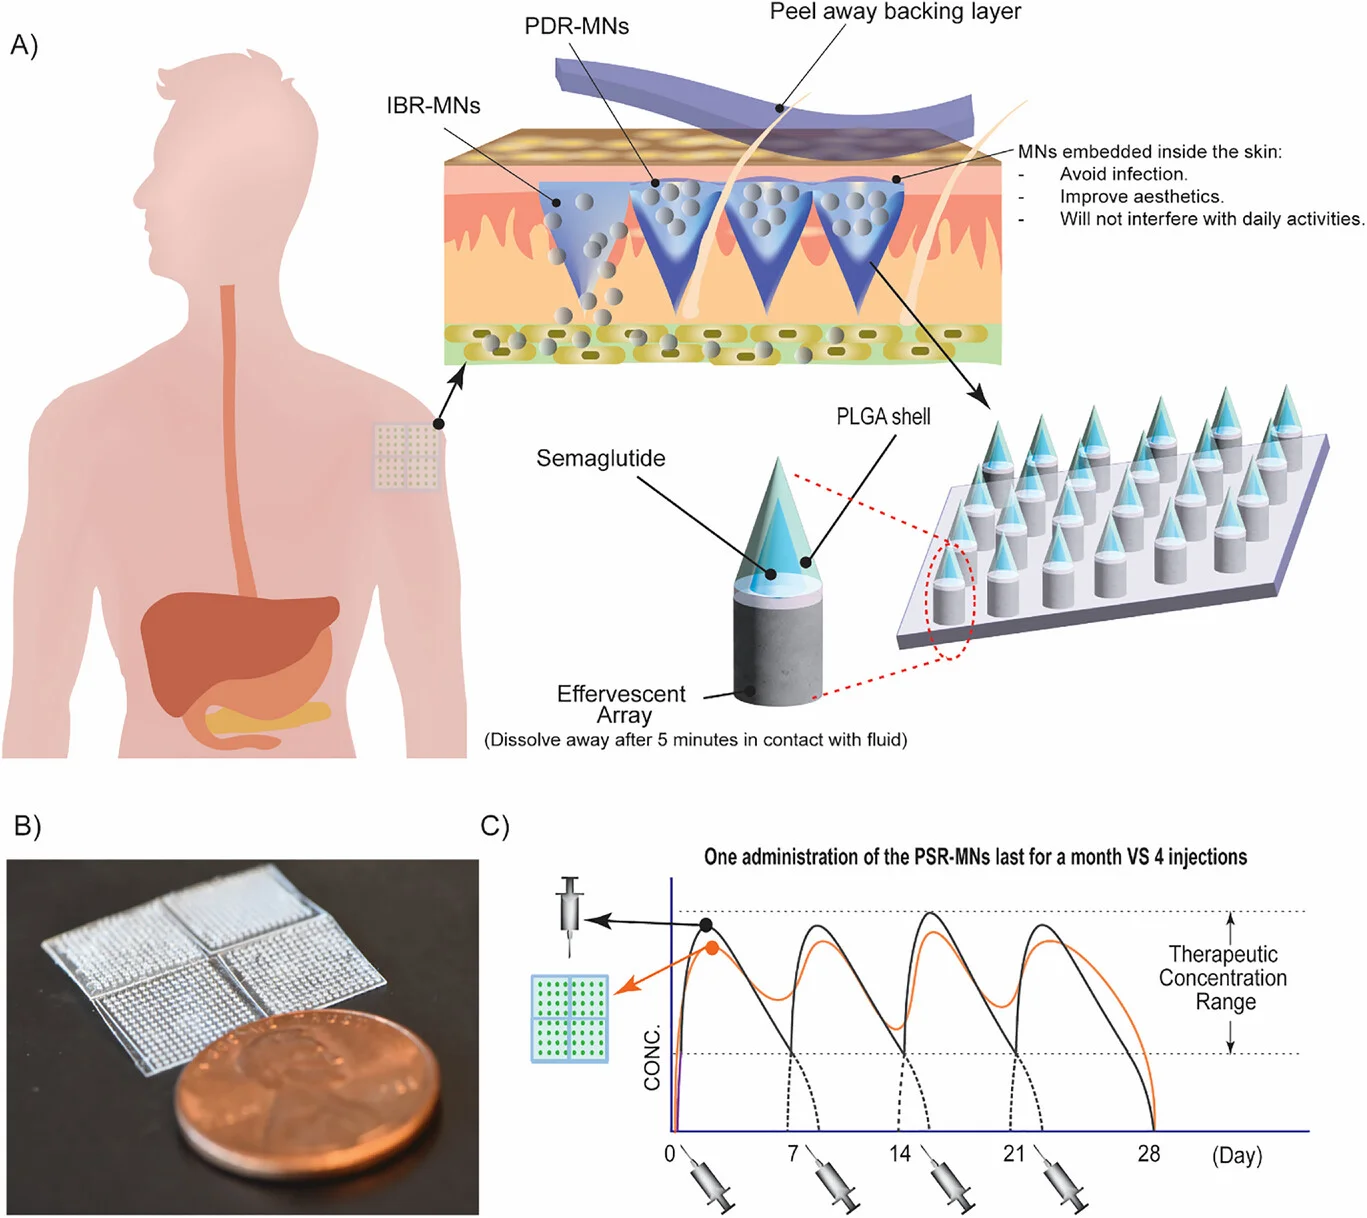 A)
PDR-MNs
Peel away backing layer
IBR-MNs
MNs embedded inside the skin:
- Avoid infection.
- Improve aesthetics.
- Will not interfere with daily activities.
PLGA shell
Semaglutide
Effervescent
Array
(Dissolve away after 5 minutes in contact with fluid)
B)
C)
One administration of the PSR-MNs last for a month VS 4 injections
Therapeutic
Concentration
Range
CONC.
0 7 14 21 28 (Day)